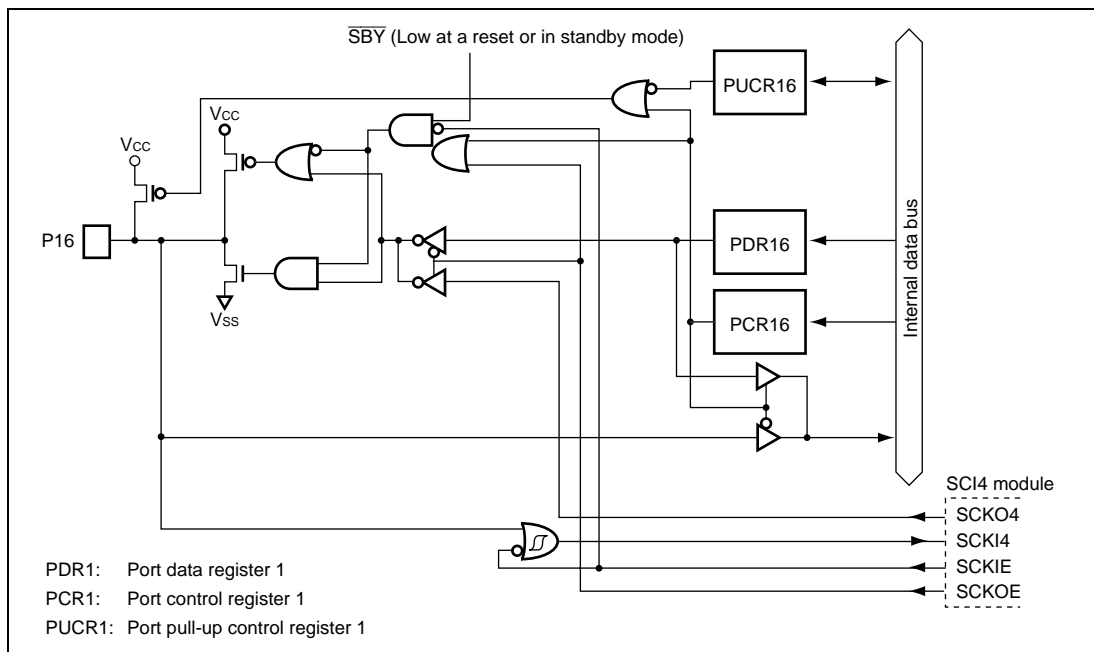 SBY (Low at a reset or in standby mode)
PUCR16
VCC
VCC
P16
PDR16
PCR16
VSS
Internal data bus
SCI4 module
SCKO4
SCKI4
SCKIE
SCKOE
PDR1: Port data register 1
PCR1: Port control register 1
PUCR1: Port pull-up control register 1